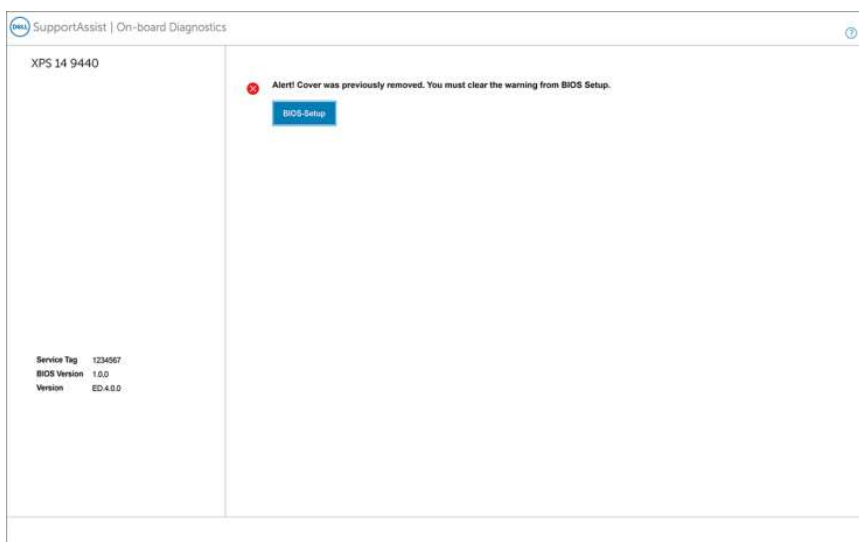 DELL SupportAssist | On-board Diagnostics
?
XPS 14 9440
Alert! Cover was previously removed. You must clear the warning from BIOS Setup.
BIOS-Setup
Service Tag 1234567
BIOS Version 1.0.0
Version ED.4.0.0